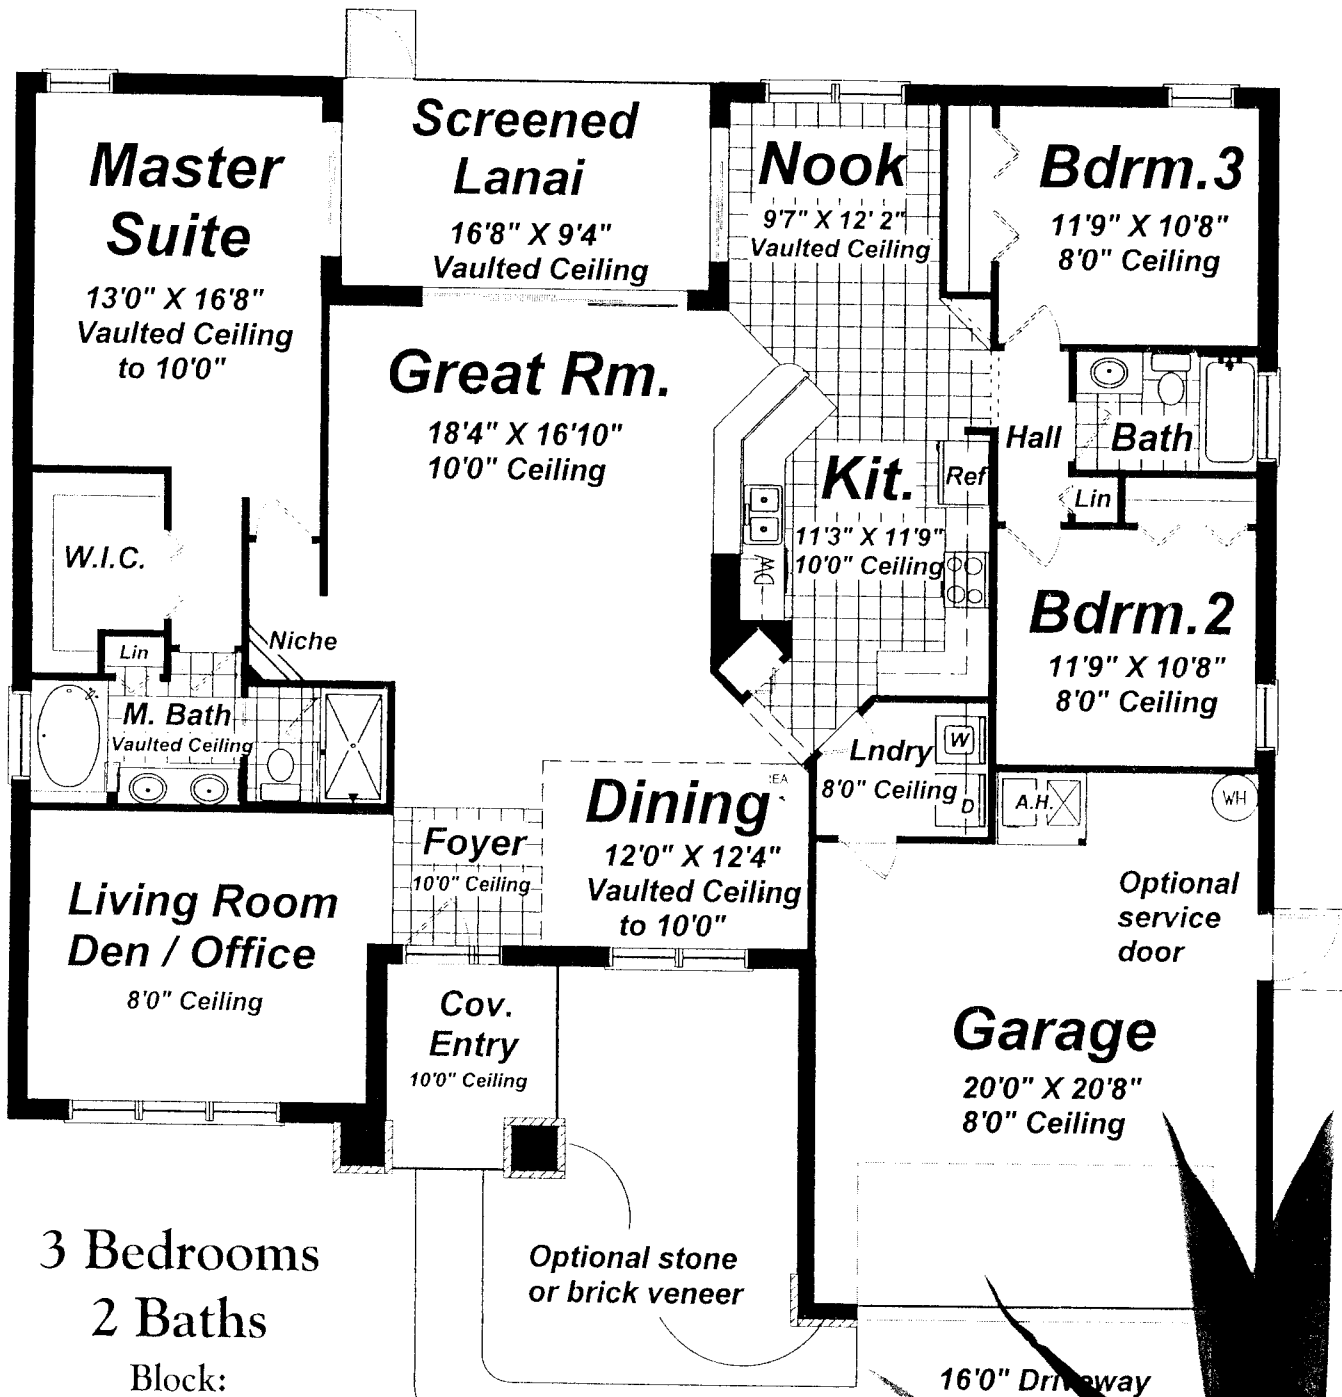 Screened
Lanai
16'8" X 9'4"
Vaulted Ceiling
Master
Suite
13'0" X 16'8"
Vaulted Ceiling
to 10'0"
Nook
9'7" X 12' 2"
Vaulted Ceiling
Bdrm.3
11'9" X 10'8"
8'0" Ceiling
Great Rm.
18'4" X 16'10"
10'0" Ceiling
Hall
Bath
Kit.
11'3" X 11'9"
10'0" Ceiling
Ref
Lin
W.I.C.
Niche
Lin
Bdrm.2
11'9" X 10'8"
8'0" Ceiling
M. Bath
Vaulted Ceiling
Lndry
8'0" Ceiling
W
D
A.H.
WH
Dining
12'0" X 12'4"
Vaulted Ceiling
to 10'0"
Foyer
10'0" Ceiling
Living Room
Den / Office
8'0" Ceiling
Optional
service
door
Cov.
Entry
10'0" Ceiling
Garage
20'0" X 20'8"
8'0" Ceiling
Optional stone
or brick veneer
3 Bedrooms
2 Baths
Block:
16'0" Driveway